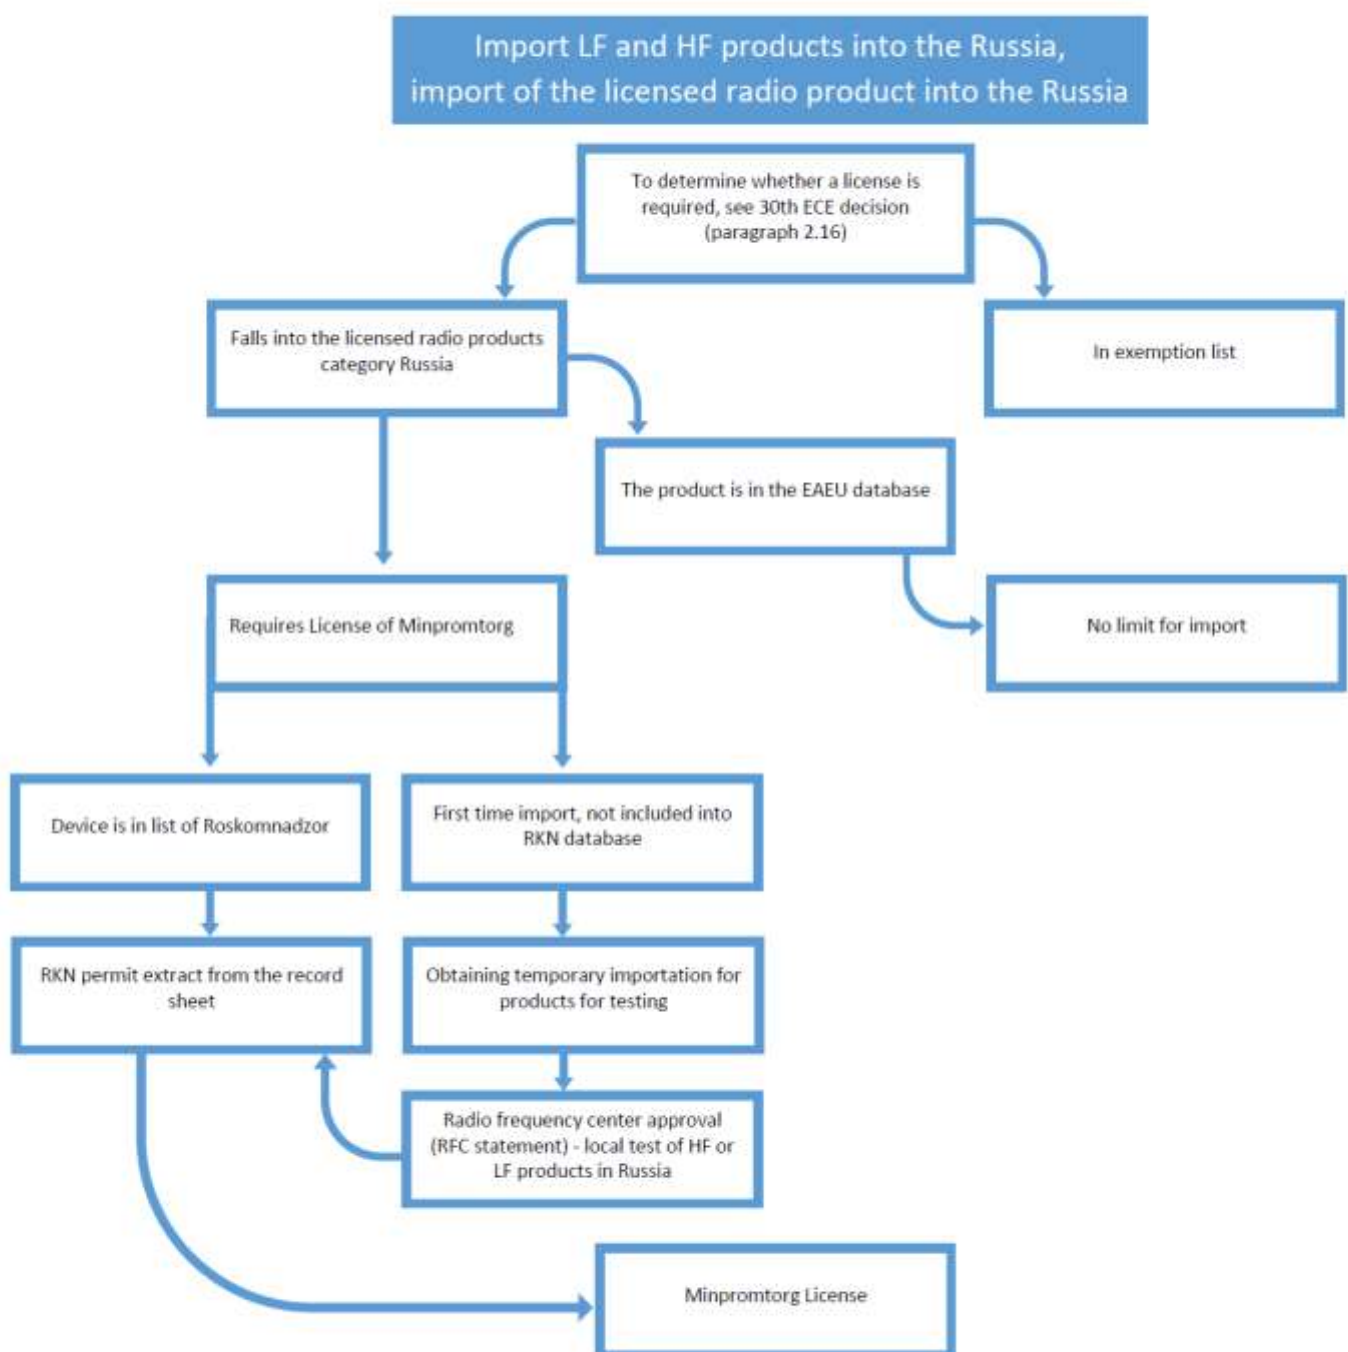 Import LF and HF products into the Russia,
import of the licensed radio product into the Russia
To determine whether a license is
required, see 30th ECE decision
(paragraph 2.16)
Falls into the licensed radio products
category Russia
In exemption list
The product is in the EAEU database
Requires License of Minpromtorg
No limit for import
Device is in list of Roskomnadzor
First time import, not included into
RKN database
RKN permit extract from the record
sheet
Obtaining temporary importation for
products for testing
Radio frequency center approval
(RFC statement) - local test of HF or
LF products in Russia
Minpromtorg License